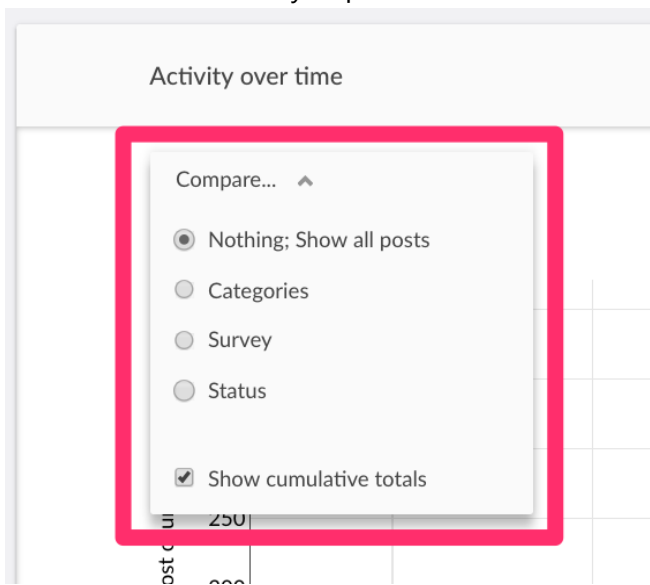 Activity over time
Compare...
Nothing; Show all posts
Categories
Survey
Status
Show cumulative totals
250